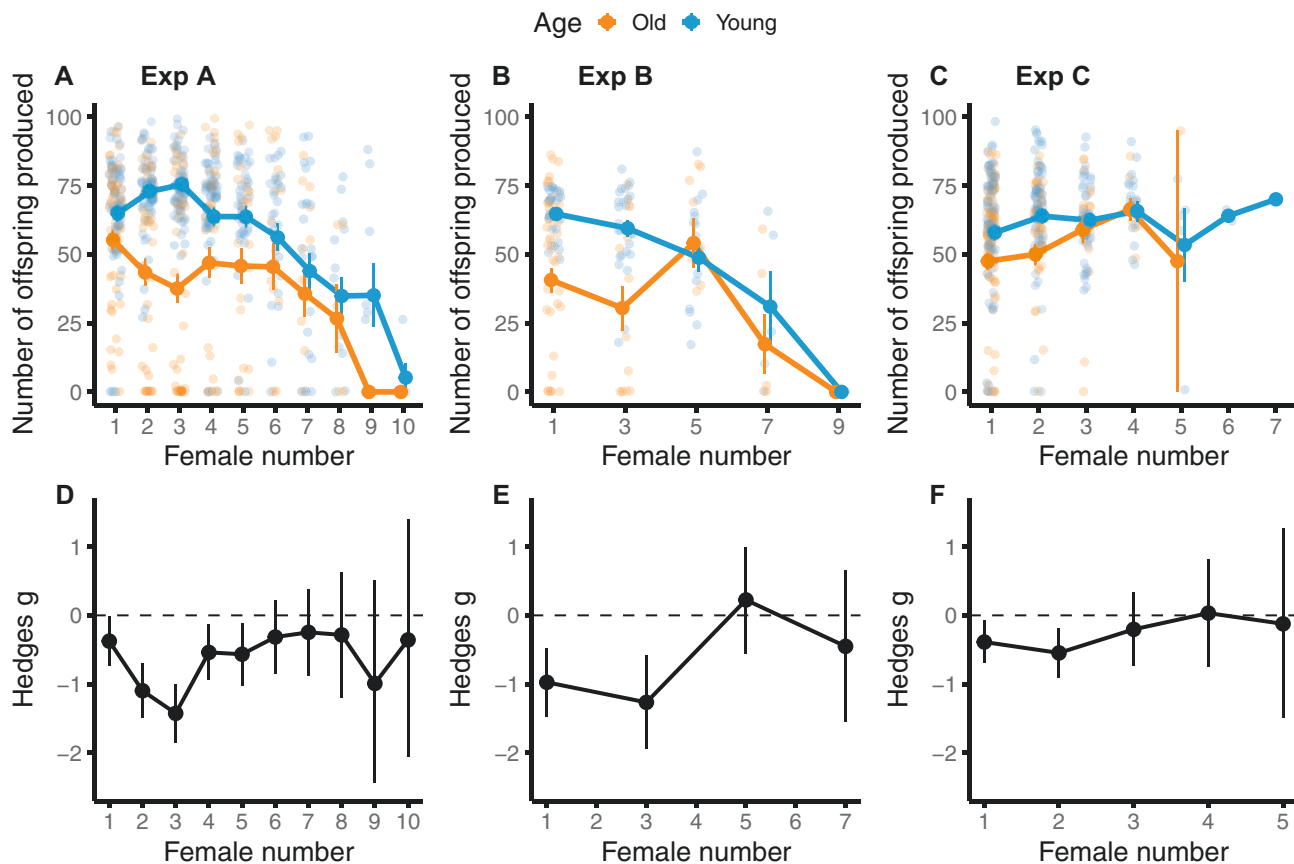 Age Old Young
A Exp A
Number of offspring produced
100
75
50
25
0
1 2 3 4 5 6 7 8 9 10
Female number
B Exp B
Number of offspring produced
100
75
50
25
0
1 3 5 7 9
Female number
C Exp C
Number of offspring produced
100
75
50
25
0
1 2 3 4 5 6 7
Female number
D
Hedges g
1
0
−1
−2
1 2 3 4 5 6 7 8 9 10
Female number
E
Hedges g
1
0
−1
−2
1 2 3 4 5 6 7
Female number
F
Hedges g
1
0
−1
−2
1 2 3 4 5
Female number